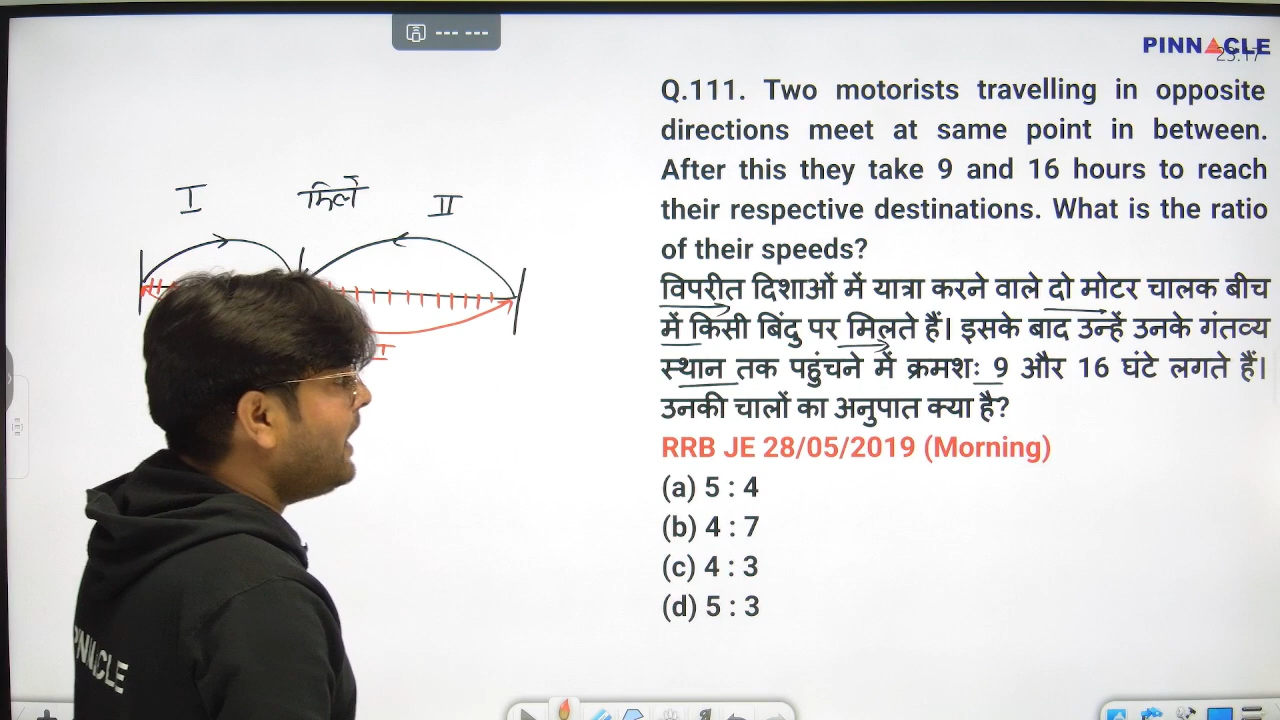 PINNACLE
23:17
Q.111. Two motorists travelling in opposite
directions meet at same point in between.
After this they take 9 and 16 hours to reach
their respective destinations. What is the ratio
of their speeds?
विपरीत दिशाओं में यात्रा करने वाले दो मोटर चालक बीच
में किसी बिंदु पर मिलते हैं। इसके बाद उन्हें उनके गंतव्य
स्थान तक पहुंचने में क्रमशः 9 और 16 घंटे लगते हैं।
उनकी चालों का अनुपात क्या है?
RRB JE 28/05/2019 (Morning)
(a) 5 : 4
(b) 4 : 7
(c) 4 : 3
(d) 5 : 3
I मिले II
I
PINNACLE